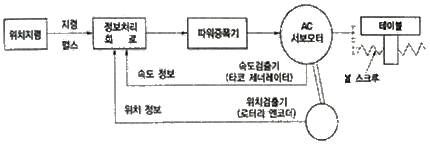 위치지령
지령
펄스
정보처리
회 로
파워증폭기
AC
서보모터
테이블
볼 스크루
속도 정보
속도검출기
(타코 제너레이터)
위치 정보
위치검출기
(로터리 엔코더)